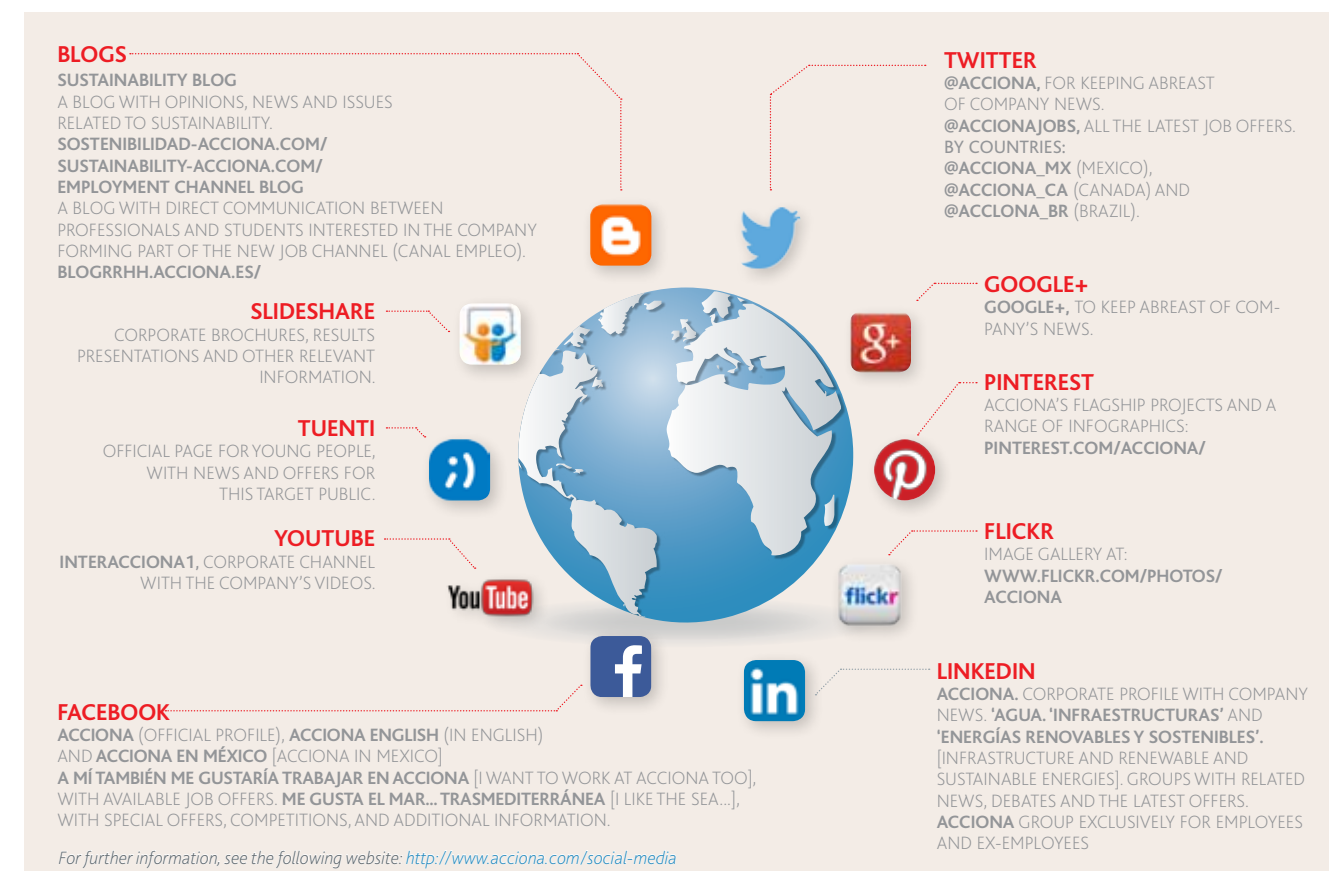 BLOGS
SUSTAINABILITY BLOG
A BLOG WITH OPINIONS, NEWS AND ISSUES
RELATED TO SUSTAINABILITY.
SOSTENIBILIDAD-ACCIONA.COM/
SUSTAINABILITY-ACCIONA.COM/
EMPLOYMENT CHANNEL BLOG
A BLOG WITH DIRECT COMMUNICATION BETWEEN
PROFESSIONALS AND STUDENTS INTERESTED IN THE COMPANY
FORMING PART OF THE NEW JOB CHANNEL (CANAL EMPLEO).
BLOGRRHH.ACCIONA.ES/
SLIDESHARE
CORPORATE BROCHURES, RESULTS
PRESENTATIONS AND OTHER RELEVANT
INFORMATION.
TUENTI
OFFICIAL PAGE FOR YOUNG PEOPLE,
WITH NEWS AND OFFERS FOR
THIS TARGET PUBLIC.
;)
YOUTUBE
INTERACCIONA1, CORPORATE CHANNEL
WITH THE COMPANY'S VIDEOS.
YouTube
FACEBOOK
ACCIONA (OFFICIAL PROFILE), ACCIONA ENGLISH (IN ENGLISH)
AND ACCIONA EN MÉXICO [ACCIONA IN MEXICO]
A MÍ TAMBIÉN ME GUSTARÍA TRABAJAR EN ACCIONA [I WANT TO WORK AT ACCIONA TOO],
WITH AVAILABLE JOB OFFERS. ME GUSTA EL MAR... TRASMEDITERRÁNEA [I LIKE THE SEA...],
WITH SPECIAL OFFERS, COMPETITIONS, AND ADDITIONAL INFORMATION.
f
For further information, see the following website: http://www.acciona.com/social-media
TWITTER
@ACCIONA, FOR KEEPING ABREAST
OF COMPANY NEWS.
@ACCIONAJOBS, ALL THE LATEST JOB OFFERS.
BY COUNTRIES:
@ACCIONA_MX (MEXICO),
@ACCIONA_CA (CANADA) AND
@ACCLONA_BR (BRAZIL).
GOOGLE+
GOOGLE+, TO KEEP ABREAST OF COM-
PANY'S NEWS.
g+
PINTEREST
ACCIONA'S FLAGSHIP PROJECTS AND A
RANGE OF INFOGRAPHICS:
PINTEREST.COM/ACCIONA/
FLICKR
IMAGE GALLERY AT:
WWW.FLICKR.COM/PHOTOS/
ACCIONA
flickr
LINKEDIN
ACCIONA. CORPORATE PROFILE WITH COMPANY
NEWS. 'AGUA. 'INFRAESTRUCTURAS' AND
'ENERGÍAS RENOVABLES Y SOSTENIBLES'.
[INFRASTRUCTURE AND RENEWABLE AND
SUSTAINABLE ENERGIES]. GROUPS WITH RELATED
NEWS, DEBATES AND THE LATEST OFFERS.
ACCIONA GROUP EXCLUSIVELY FOR EMPLOYEES
AND EX-EMPLOYEES
in